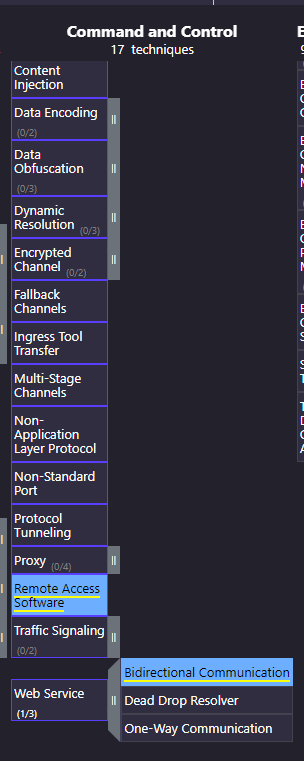 Command and Control
17 techniques
Content
Injection
Data Encoding
(0/2)
Data
Obfuscation
(0/3)
Dynamic
Resolution (0/3)
Encrypted
Channel (0/2)
Fallback
Channels
Ingress Tool
Transfer
Multi-Stage
Channels
Non-
Application
Layer Protocol
Non-Standard
Port
Protocol
Tunneling
Proxy (0/4)
Remote Access
Software
Traffic Signaling
(0/2)
Web Service
(1/3)
Bidirectional Communication
Dead Drop Resolver
One-Way Communication